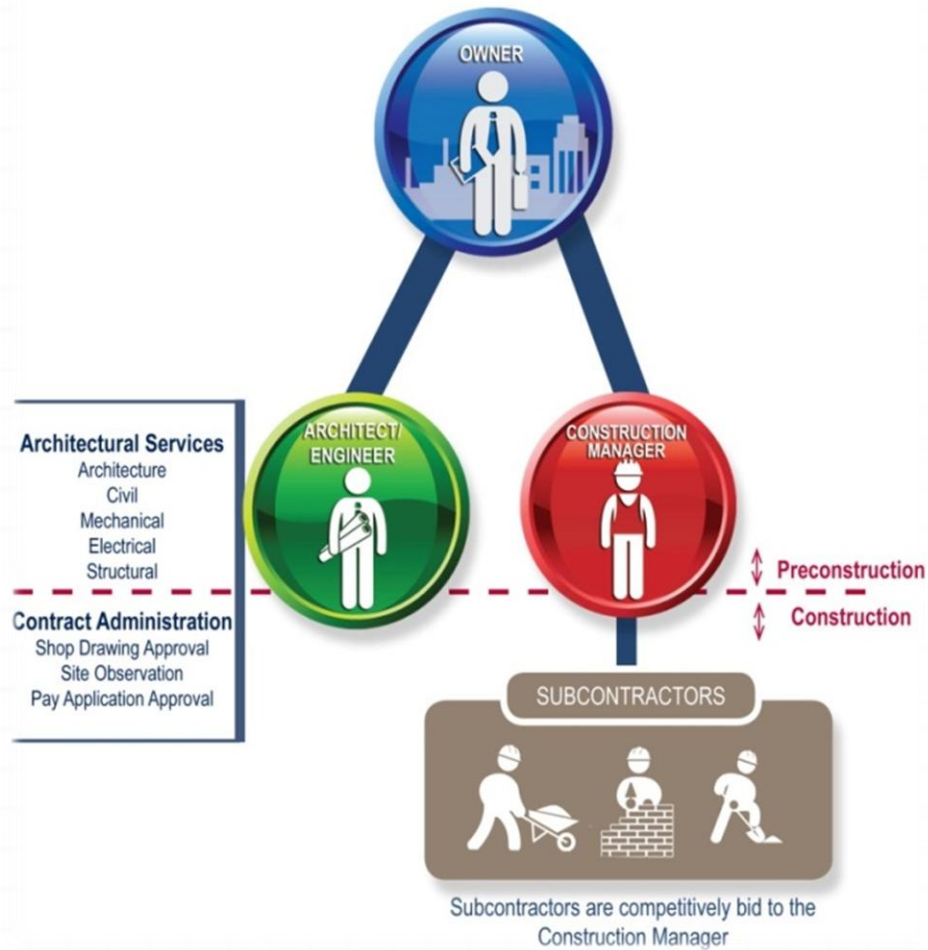 OWNER
ARCHITECT/
ENGINEER
CONSTRUCTION
MANAGER
Architectural Services
Architecture
Civil
Mechanical
Electrical
Structural
Contract Administration
Shop Drawing Approval
Site Observation
Pay Application Approval
Preconstruction
Construction
SUBCONTRACTORS
Subcontractors are competitively bid to the
Construction Manager